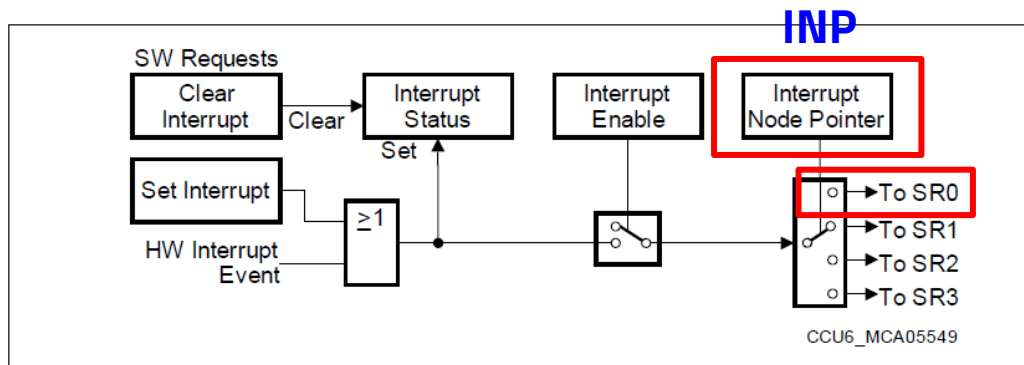 INP
SW Requests
Clear
Interrupt
Clear
Interrupt
Status
Set
Interrupt
Enable
Interrupt
Node Pointer
Set Interrupt
≥1
HW Interrupt
Event
To SR0
To SR1
To SR2
To SR3
CCU6_MCA05549